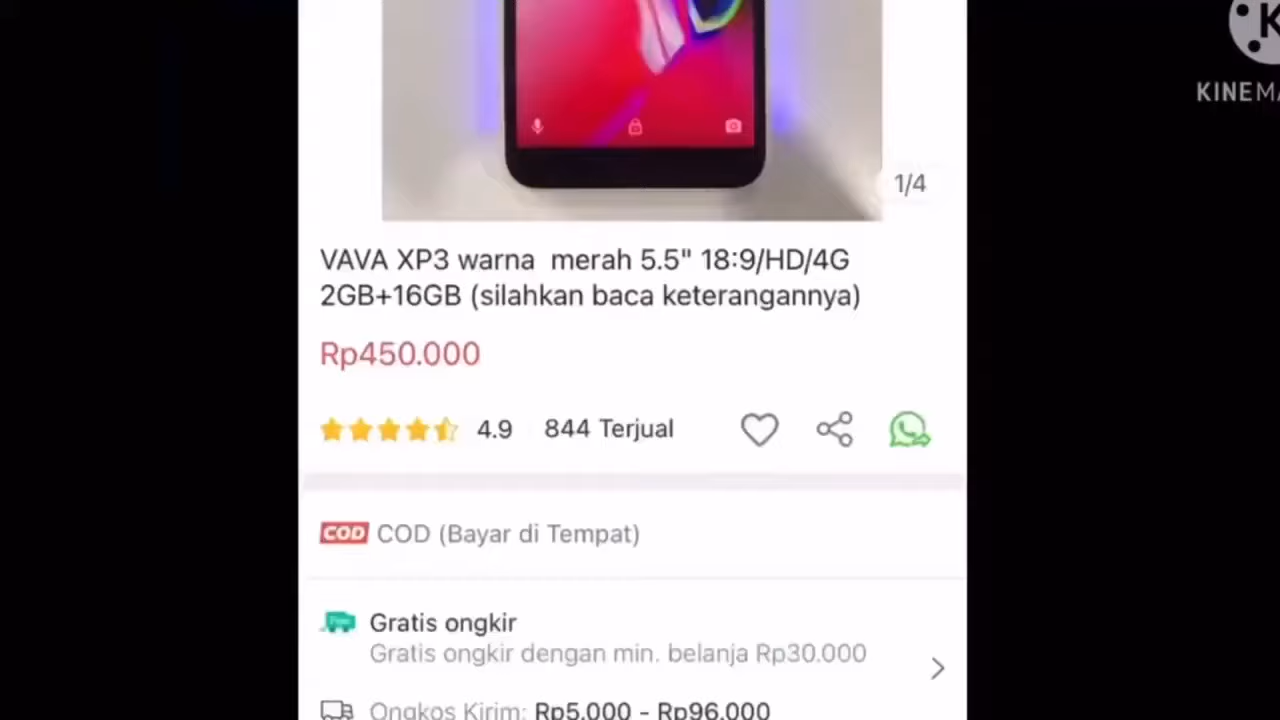 K
KINEMA
1/4
VAVA XP3 warna merah 5.5" 18:9/HD/4G
2GB+16GB (silahkan baca keterangannya)
Rp450.000
4.9 844 Terjual
COD COD (Bayar di Tempat)
Gratis ongkir
Gratis ongkir dengan min. belanja Rp30.000
Ongkos Kirim: Rp5.000 - Rp96.000